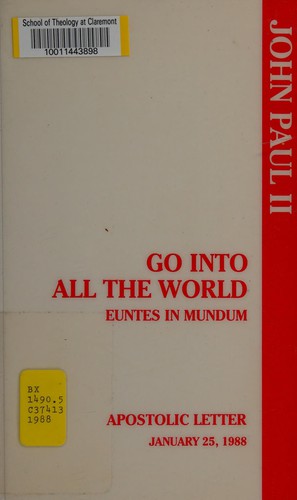 School of Theology at Claremont
10011443898
JOHN PAUL II
GO INTO
ALL THE WORLD
EUNTES IN MUNDUM
BX
1490.5
C37413
1988
APOSTOLIC LETTER
JANUARY 25, 1988